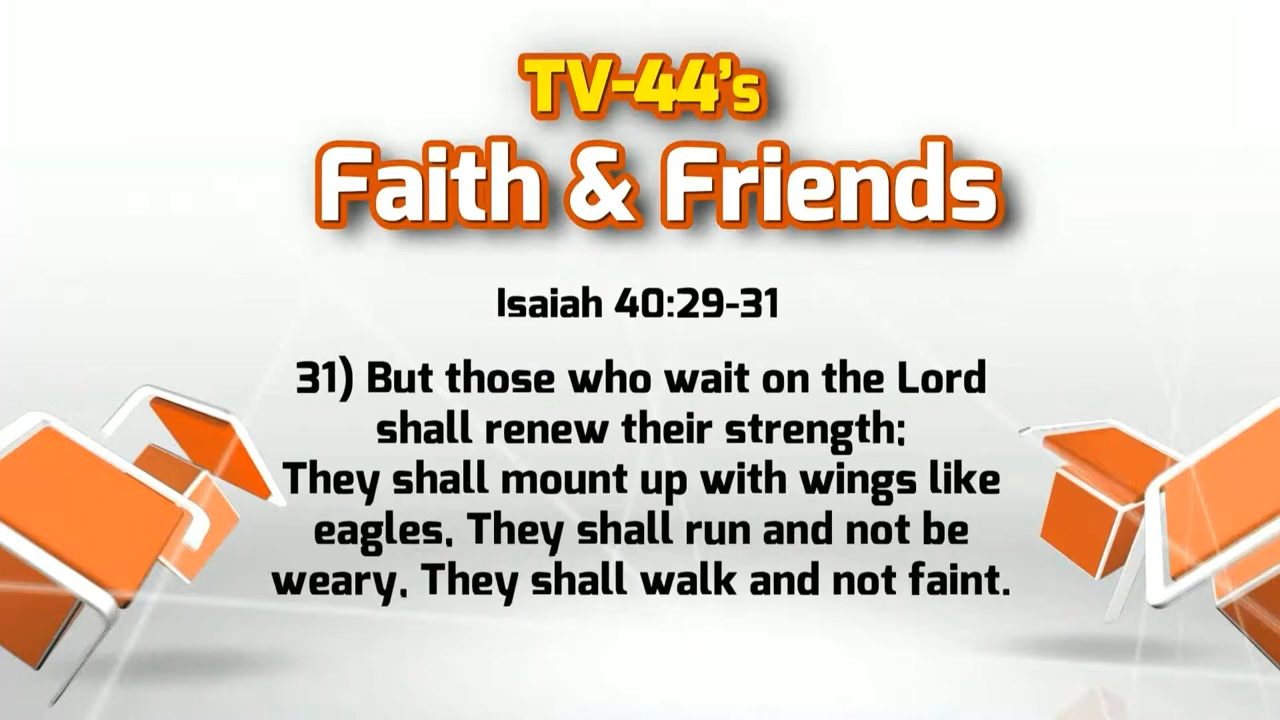 TV-44's
Faith & Friends
Isaiah 40:29-31
31) But those who wait on the Lord
shall renew their strength;
They shall mount up with wings like
eagles, They shall run and not be
weary, They shall walk and not faint.